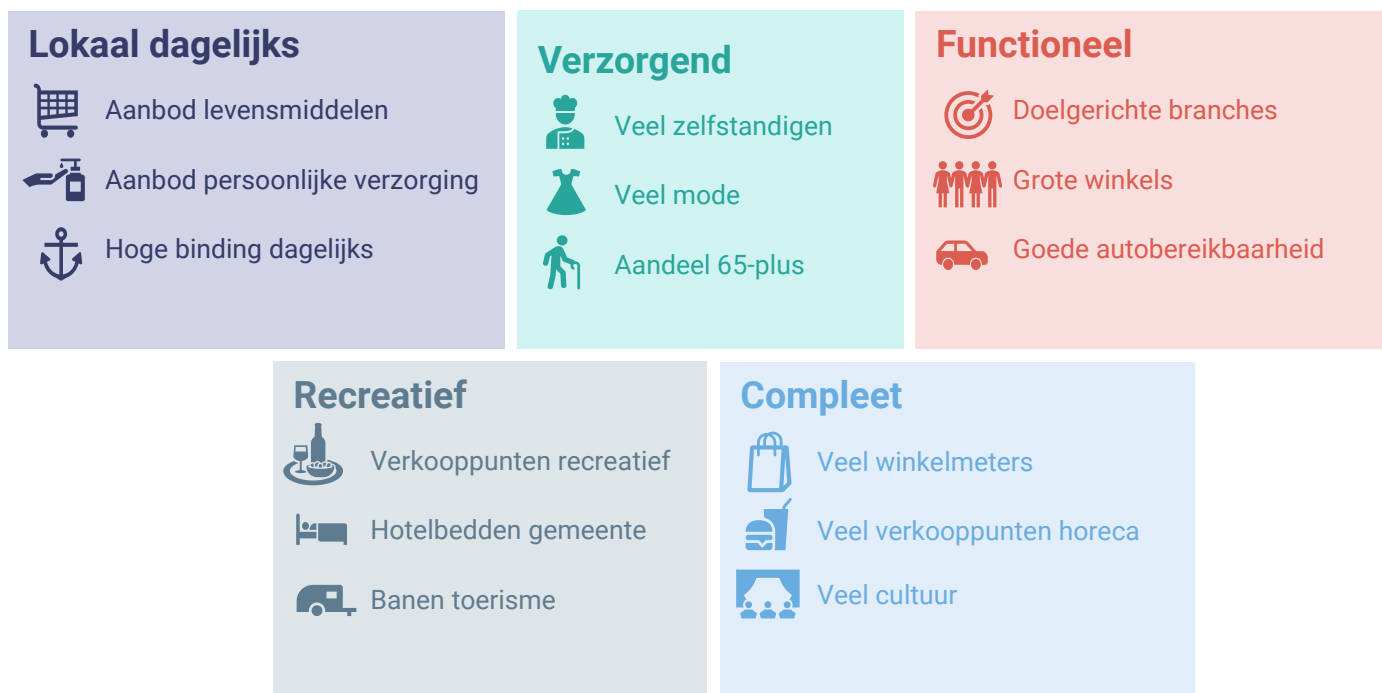 Lokaal dagelijks
Aanbod levensmiddelen
Aanbod persoonlijke verzorging
Hoge binding dagelijks
Verzorgend
Veel zelfstandigen
Veel mode
Aandeel 65-plus
Functioneel
Doelgerichte branches
Grote winkels
Goede autobereikbaarheid
Recreatief
Verkooppunten recreatief
Hotelbedden gemeente
Banen toerisme
Compleet
Veel winkelmeters
Veel verkooppunten horeca
Veel cultuur